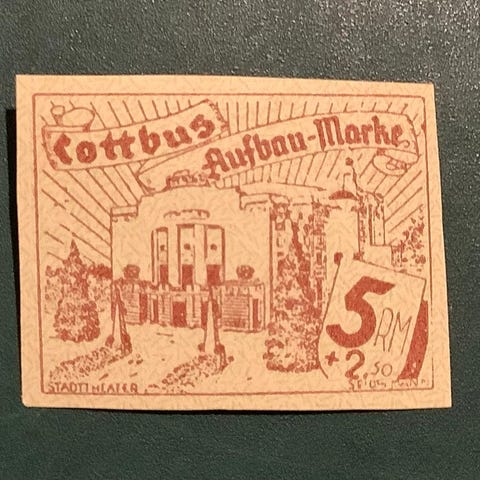 Cottbus
Aufbau-Marke
5 RM
+ 2,50
STADTTHEATER